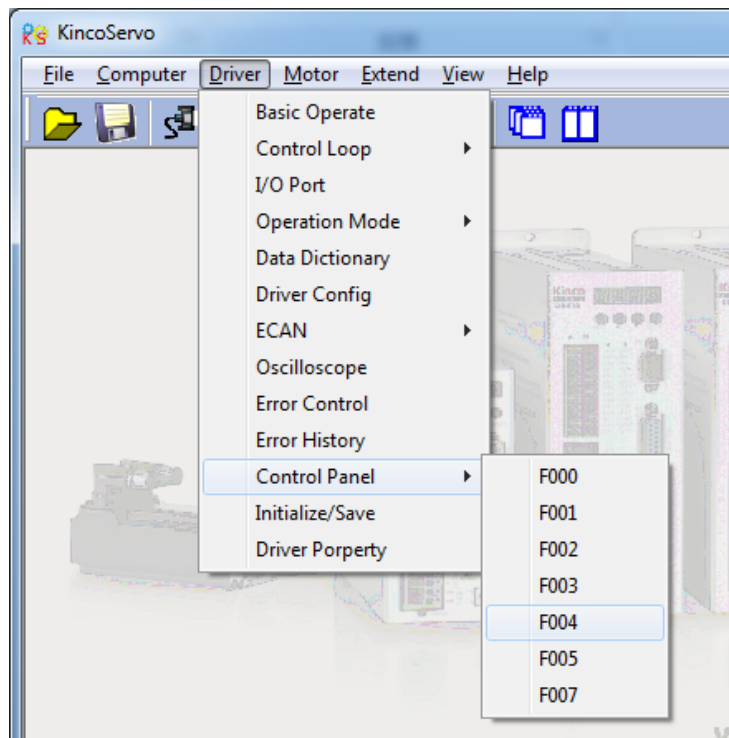 KincoServo
File Computer Driver Motor Extend View Help
Basic Operate
Control Loop
I/O Port
Operation Mode
Data Dictionary
Driver Config
ECAN
Oscilloscope
Error Control
Error History
Control Panel
Initialize/Save
Driver Porperty
F000
F001
F002
F003
F004
F005
F007
Kinco